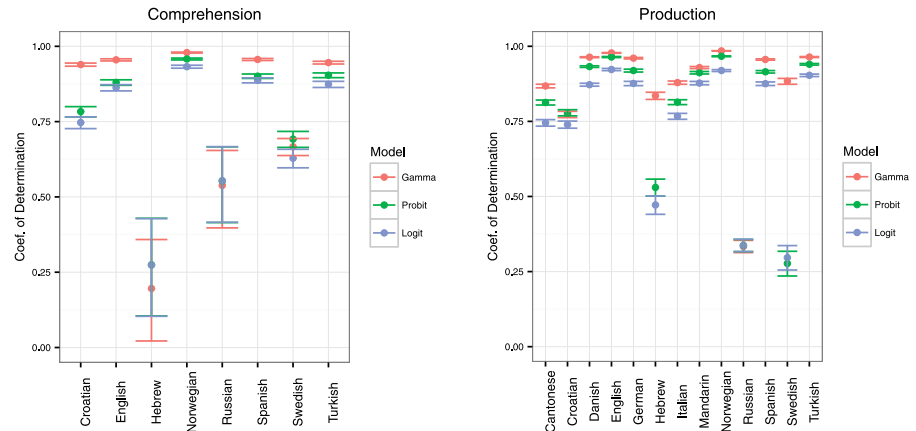 Comprehension
Coef. of Determination
1.00
0.75
0.50
0.25
0.00
Croatian
English
Hebrew
Norwegian
Russian
Spanish
Swedish
Turkish
Model
Gamma
Probit
Logit
Production
Coef. of Determination
1.00
0.75
0.50
0.25
0.00
Cantonese
Croatian
Danish
English
German
Hebrew
Italian
Mandarin
Norwegian
Russian
Spanish
Swedish
Turkish
Model
Gamma
Probit
Logit